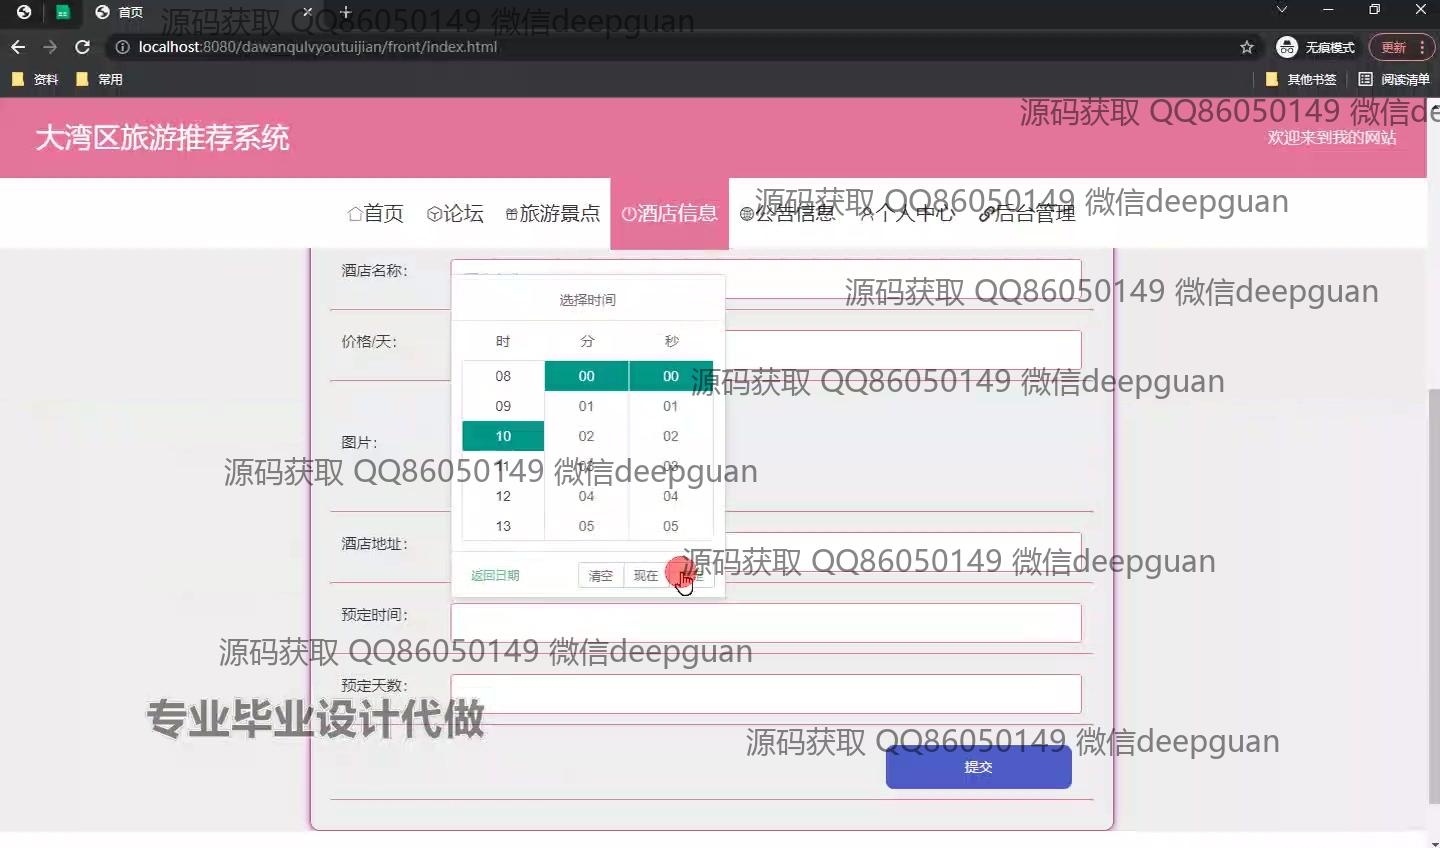 首页
源码获取 QQ86050149 微信deepguan
localhost:8080/dawanqulvyoutuijian/front/index.html
无痕模式
更新
资料
常用
其他书签
阅读清单
源码获取 QQ86050149 微信de
大湾区旅游推荐系统
欢迎来到我的网站
源码获取 QQ86050149 微信deepguan
首页
论坛
旅游景点
酒店信息
公告信息
个人中心
后台管理
酒店名称:
源码获取 QQ86050149 微信deepguan
选择时间
价格/天:
时 分 秒
08 00 00
源码获取 QQ86050149 微信deepguan
09 01 01
10 02 02
图片:
11 03 03
源码获取 QQ86050149 微信deepguan
12 04 04
13 05 05
酒店地址:
源码获取 QQ86050149 微信deepguan
返回日期
清空
现在
预定时间:
源码获取 QQ86050149 微信deepguan
预定天数:
专业毕业设计代做
源码获取 QQ86050149 微信deepguan
提交